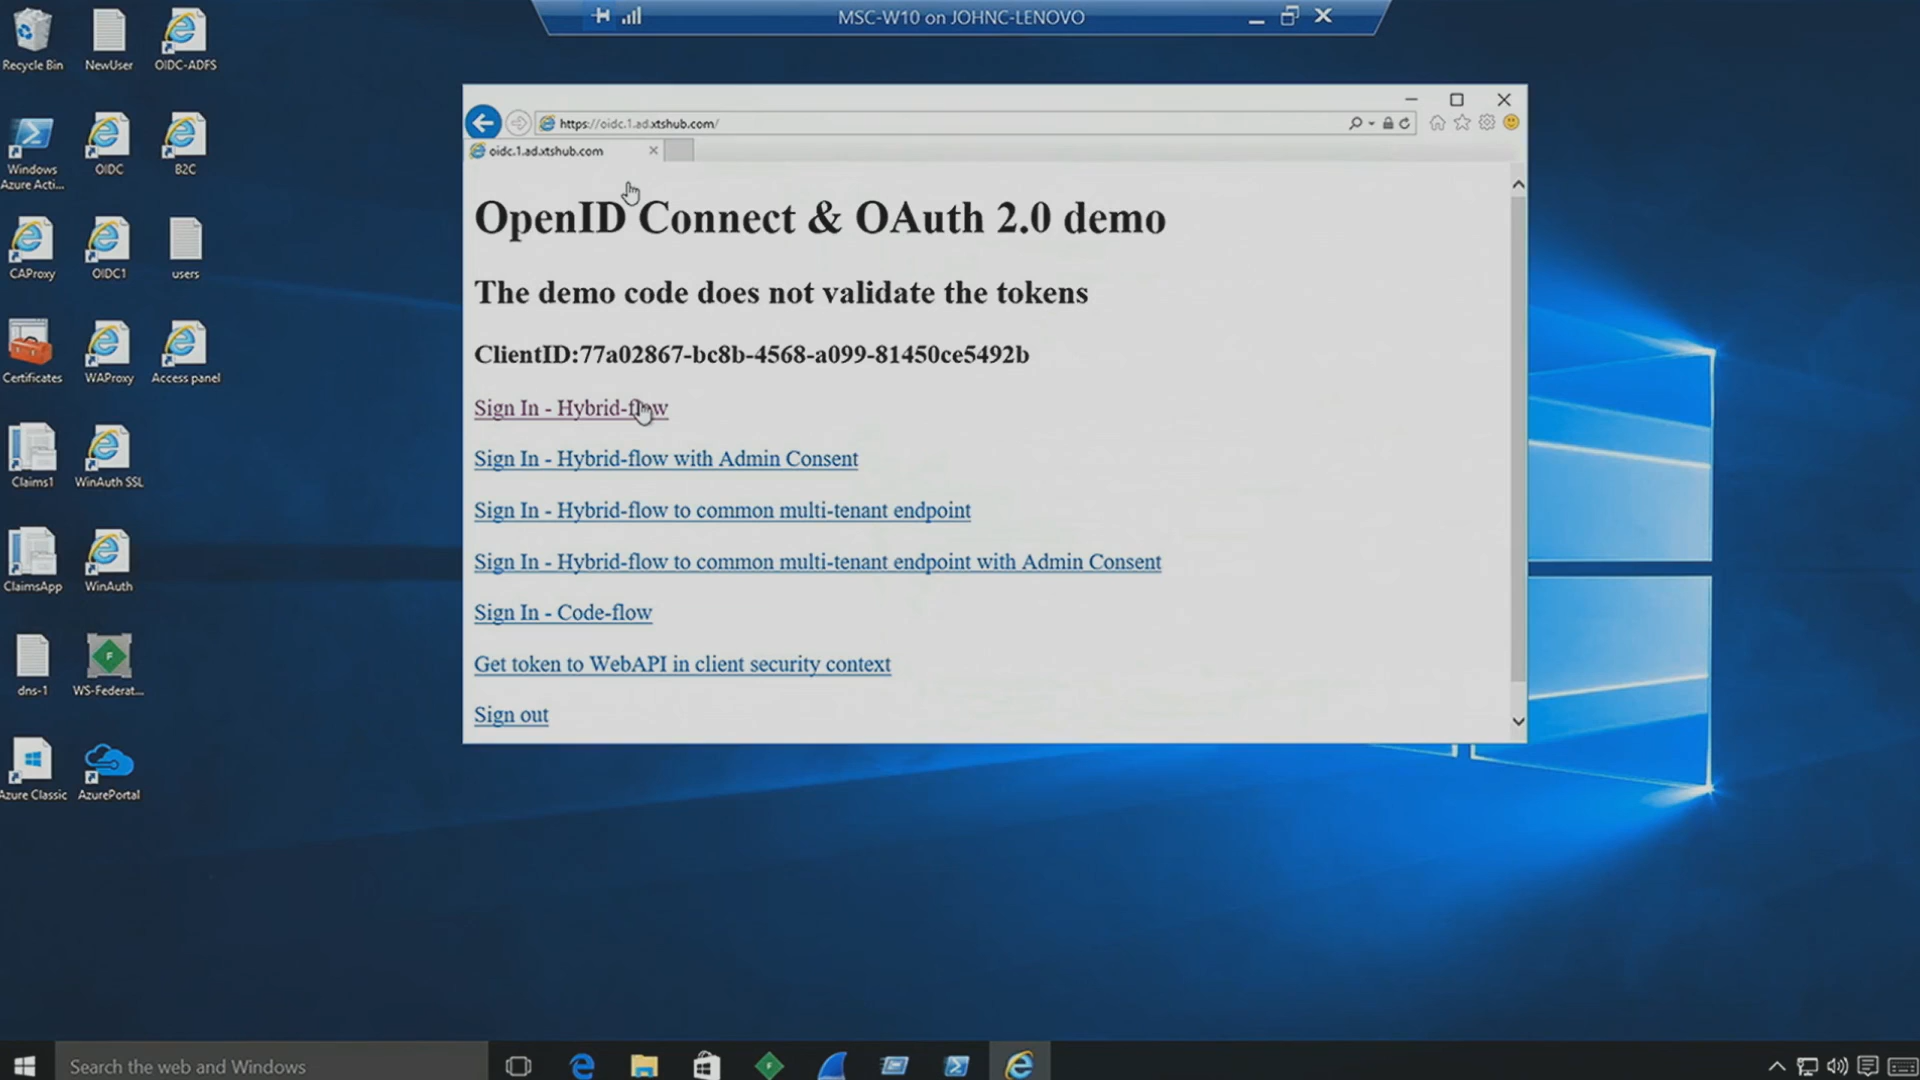 MSC-W10 on JOHNC-LENOVO
Recycle Bin
NewUser
OIDC-ADFS
Windows
Azure Acti...
OIDC
B2C
CAProxy
OIDC1
users
Certificates
WAProxy
Access panel
Claims1
WinAuth SSL
ClaimsApp
WinAuth
dns-1
WS-Federat...
Azure Classic
AzurePortal
https://oidc.1.ad.xtshub.com/
oidc.1.ad.xtshub.com
OpenID Connect & OAuth 2.0 demo
The demo code does not validate the tokens
ClientID:77a02867-bc8b-4568-a099-81450ce5492b
Sign In - Hybrid-flow
Sign In - Hybrid-flow with Admin Consent
Sign In - Hybrid-flow to common multi-tenant endpoint
Sign In - Hybrid-flow to common multi-tenant endpoint with Admin Consent
Sign In - Code-flow
Get token to WebAPI in client security context
Sign out
Search the web and Windows